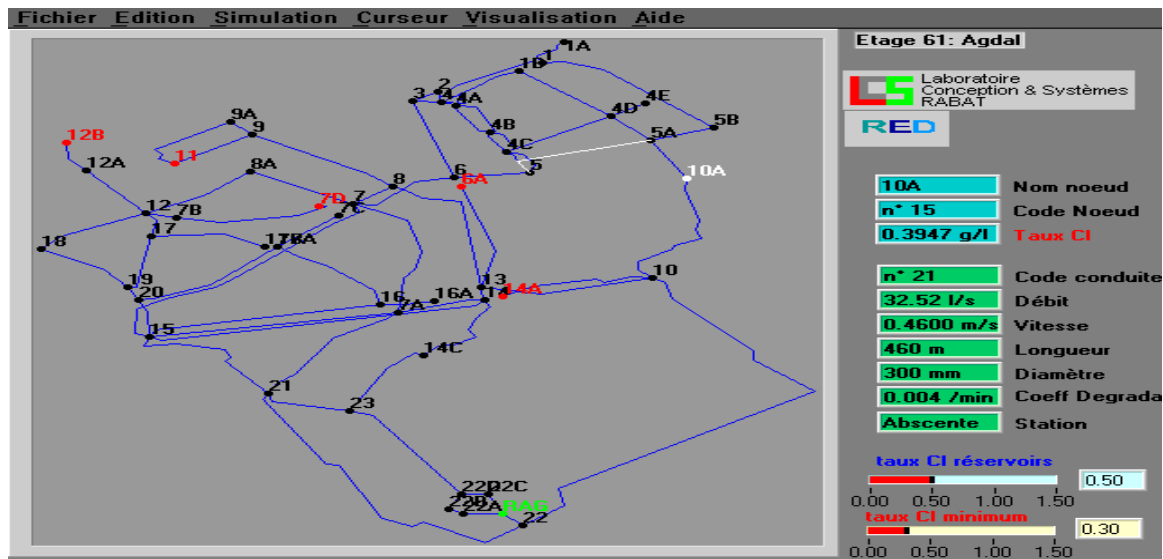 Fichier Edition Simulation Curseur Visualisation Aide
Etage 61: Agdal
Laboratoire
Conception & Systèmes
RABAT
RED
10A Nom noeud
n° 15 Code Noeud
0.3947 g/l Taux Cl
n° 21 Code conduite
32.52 l/s Débit
0.4600 m/s Vitesse
460 m Longueur
300 mm Diamètre
0.004 /min Coeff Degrada
Abscente Station
taux Cl réservoirs
0.50
0.00 0.50 1.00 1.50
taux Cl minimum
0.30
0.00 0.50 1.00 1.50
1A
1
1B
2
3
4
4A
4E
4D
4B
5B
5A
4C
5
9A
9
12B
11
12A
8A
6
6A
10A
8
7D
7
7C
12
7B
17
18
17A
13
10
19
20
14
14A
16
16A
7A
15
14C
21
23
22C
22A
RAG
22